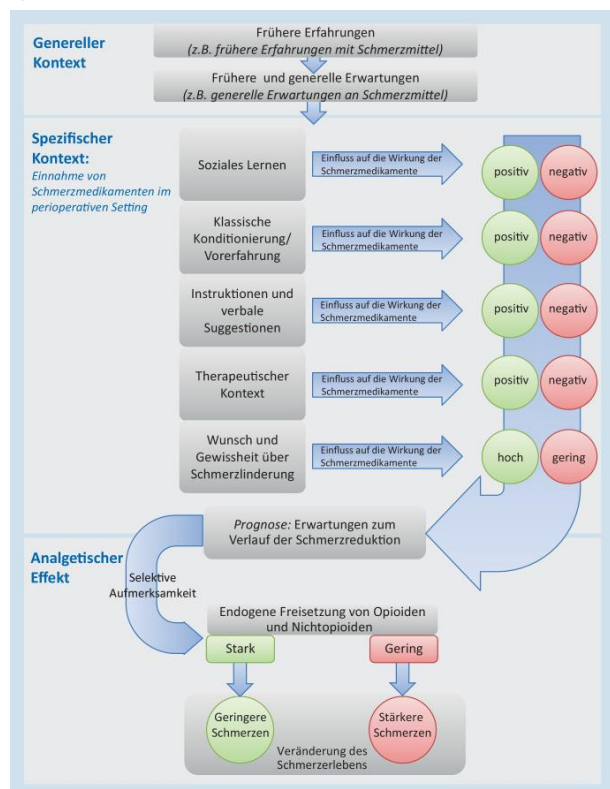 Genereller
Kontext
Frühere Erfahrungen
(z.B. frühere Erfahrungen mit Schmerzmittel)
Frühere und generelle Erwartungen
(z.B. generelle Erwartungen an Schmerzmittel)
Spezifischer
Kontext:
Einnahme von
Schmerzmedikamenten im
perioperativen Setting
Soziales Lernen
Einfluss auf die Wirkung der
Schmerzmedikamente
positiv
negativ
Klassische
Konditionierung/
Vorerfahrung
Einfluss auf die Wirkung der
Schmerzmedikamente
positiv
negativ
Instruktionen und
verbale
Suggestionen
Einfluss auf die Wirkung der
Schmerzmedikamente
positiv
negativ
Therapeutischer
Kontext
Einfluss auf die Wirkung der
Schmerzmedikamente
positiv
negativ
Wunsch und
Gewissheit über
Schmerzlinderung
Einfluss auf die Wirkung der
Schmerzmedikamente
hoch
gering
Prognose: Erwartungen zum
Verlauf der Schmerzreduktion
Analgetischer
Effekt
Selektive
Aufmerksamkeit
Endogene Freisetzung von Opioiden
und Nichtopioiden
Stark
Gering
Geringere
Schmerzen
Stärkere
Schmerzen
Veränderung des
Schmerzerlebens